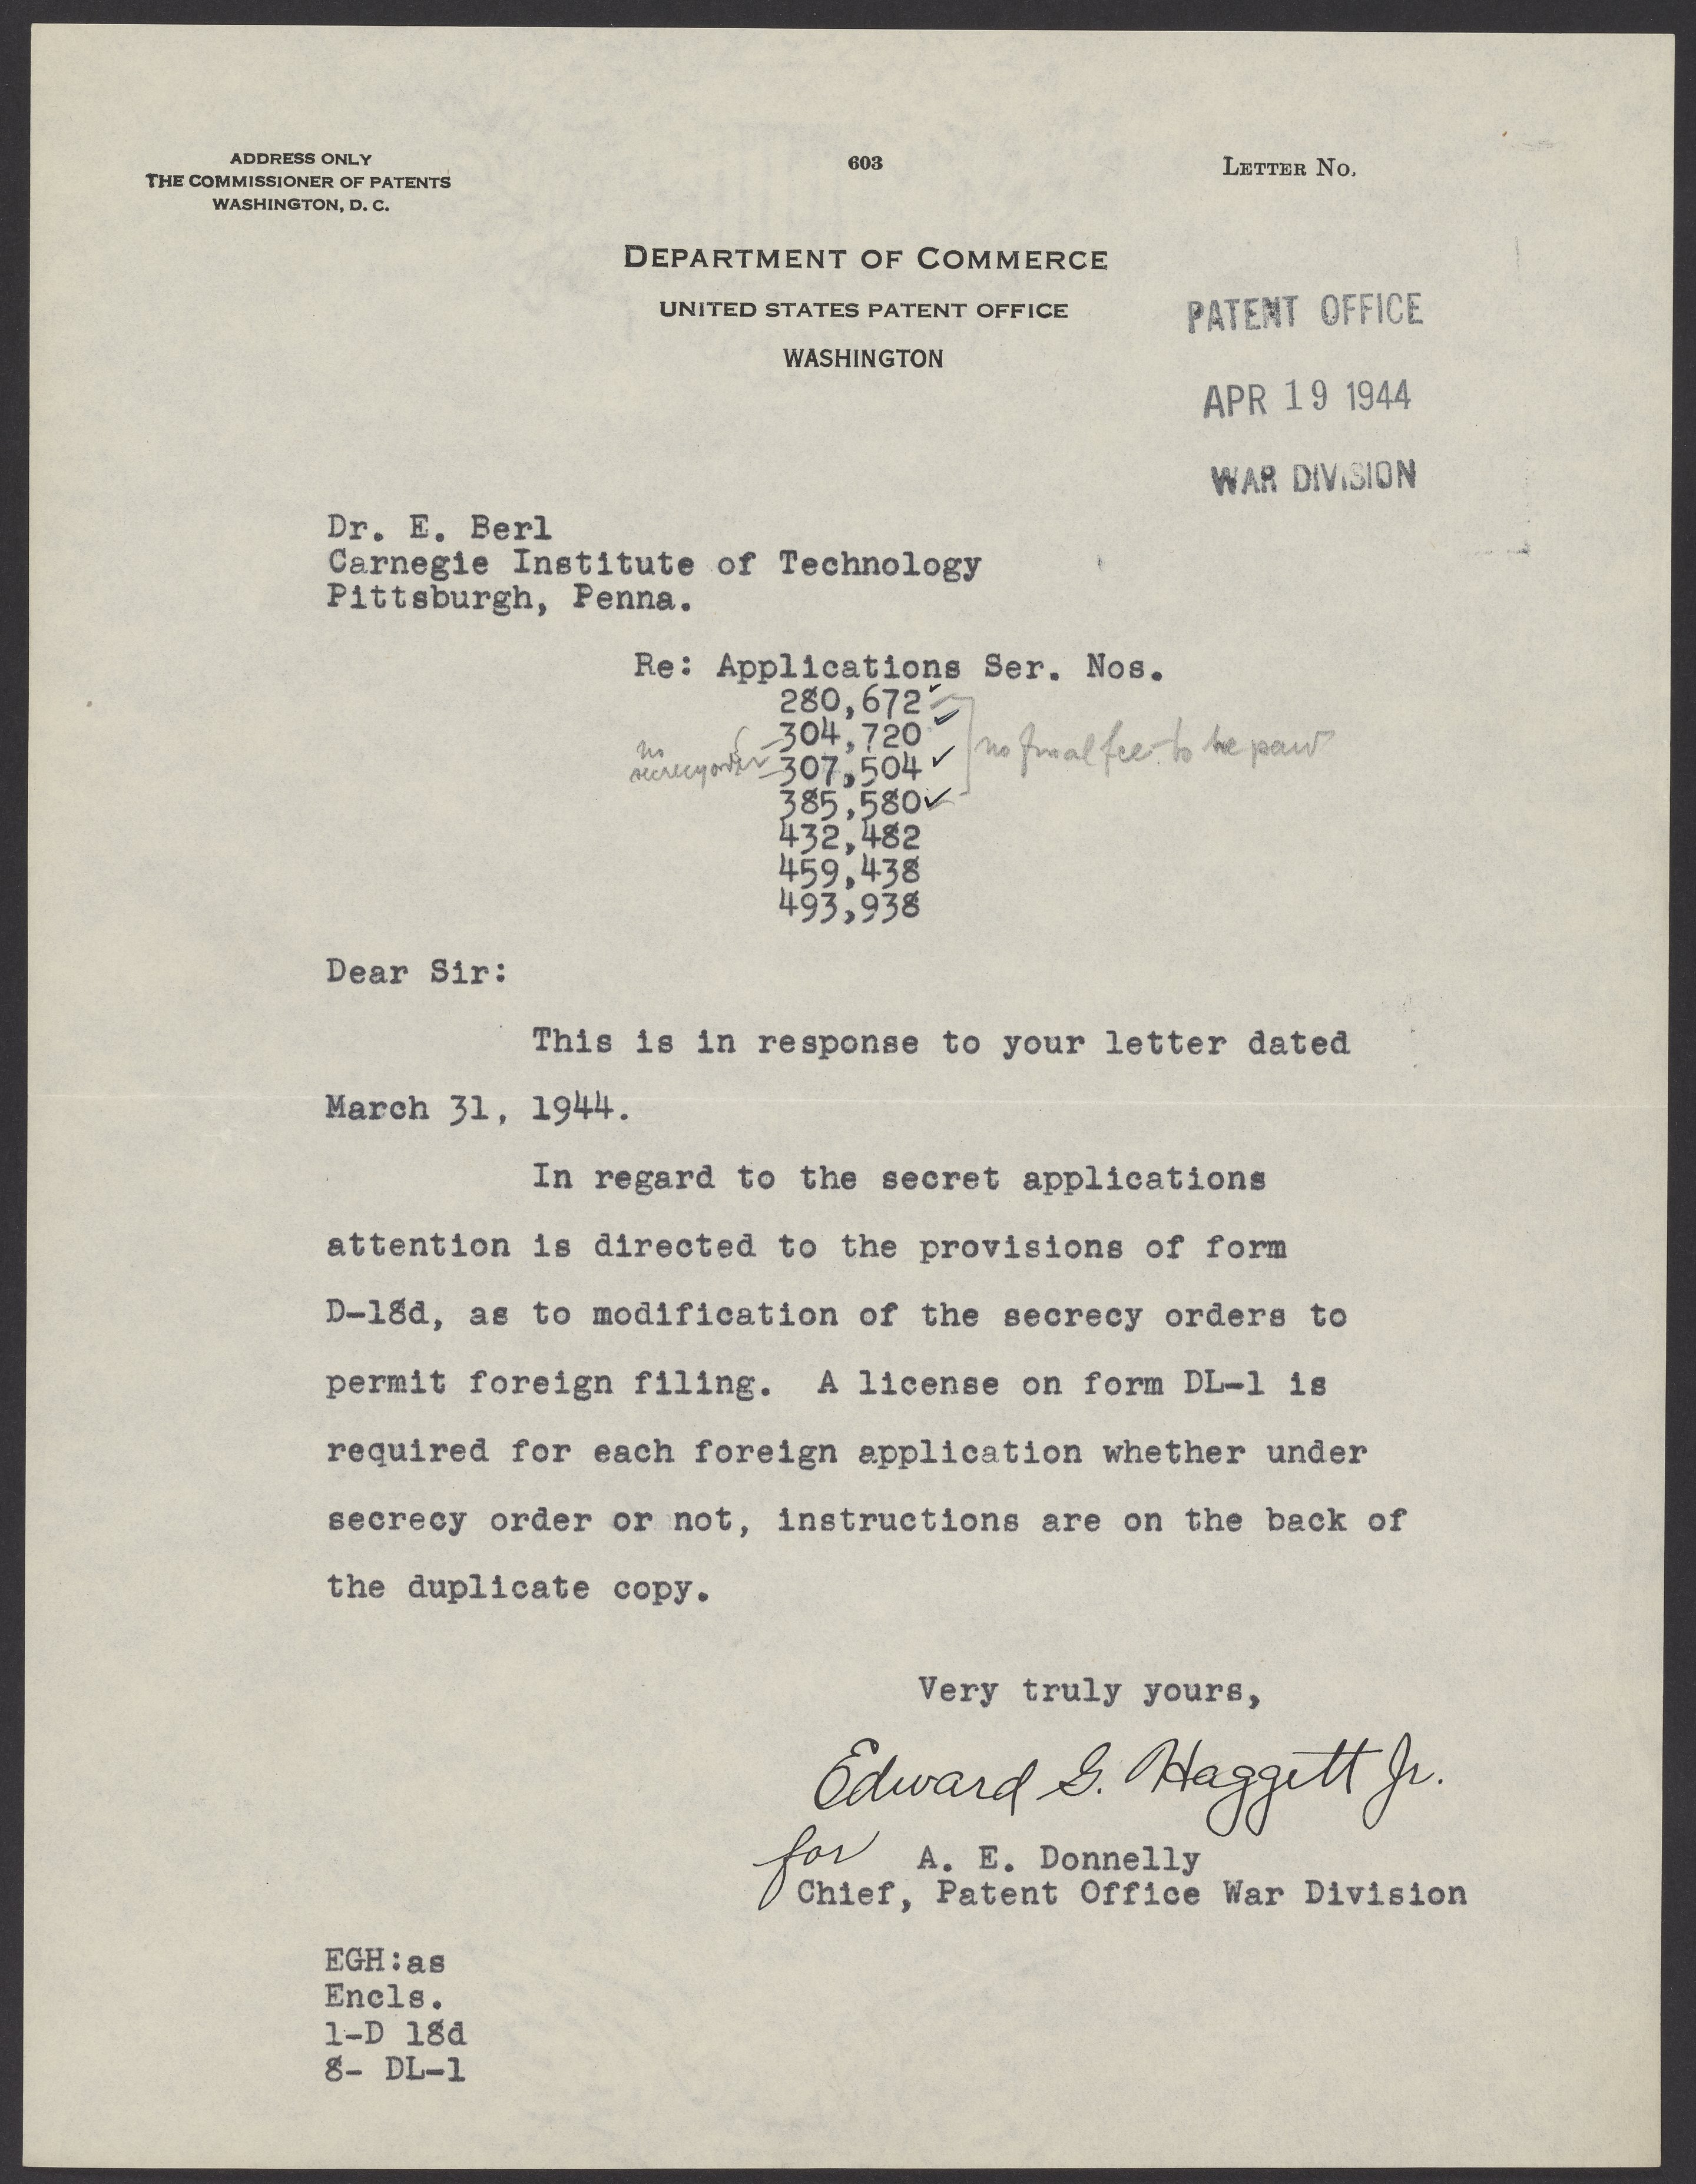 ADDRESS ONLY
THE COMMISSIONER OF PATENTS
WASHINGTON, D. C.
603
LETTER NO.
DEPARTMENT OF COMMERCE
UNITED STATES PATENT OFFICE
WASHINGTON
PATENT OFFICE
APR 19 1944
WAR DIVISION
Dr. E. Berl
Carnegie Institute of Technology
Pittsburgh, Penna.
Re: Applications Ser. Nos.
280,672
304,720
307,504
385,580
432,482
459,438
493,938
no
secrecy order
no final fee to be paid
Dear Sir:
This is in response to your letter dated
March 31, 1944.
In regard to the secret applications
attention is directed to the provisions of form
D-18d, as to modification of the secrecy orders to
permit foreign filing. A license on form DL-1 is
required for each foreign application whether under
secrecy order or not, instructions are on the back of
the duplicate copy.
Very truly yours,
Edward G. Haggett Jr.
for A. E. Donnelly
Chief, Patent Office War Division
EGH:as
Encls.
1-D 18d
8- DL-1